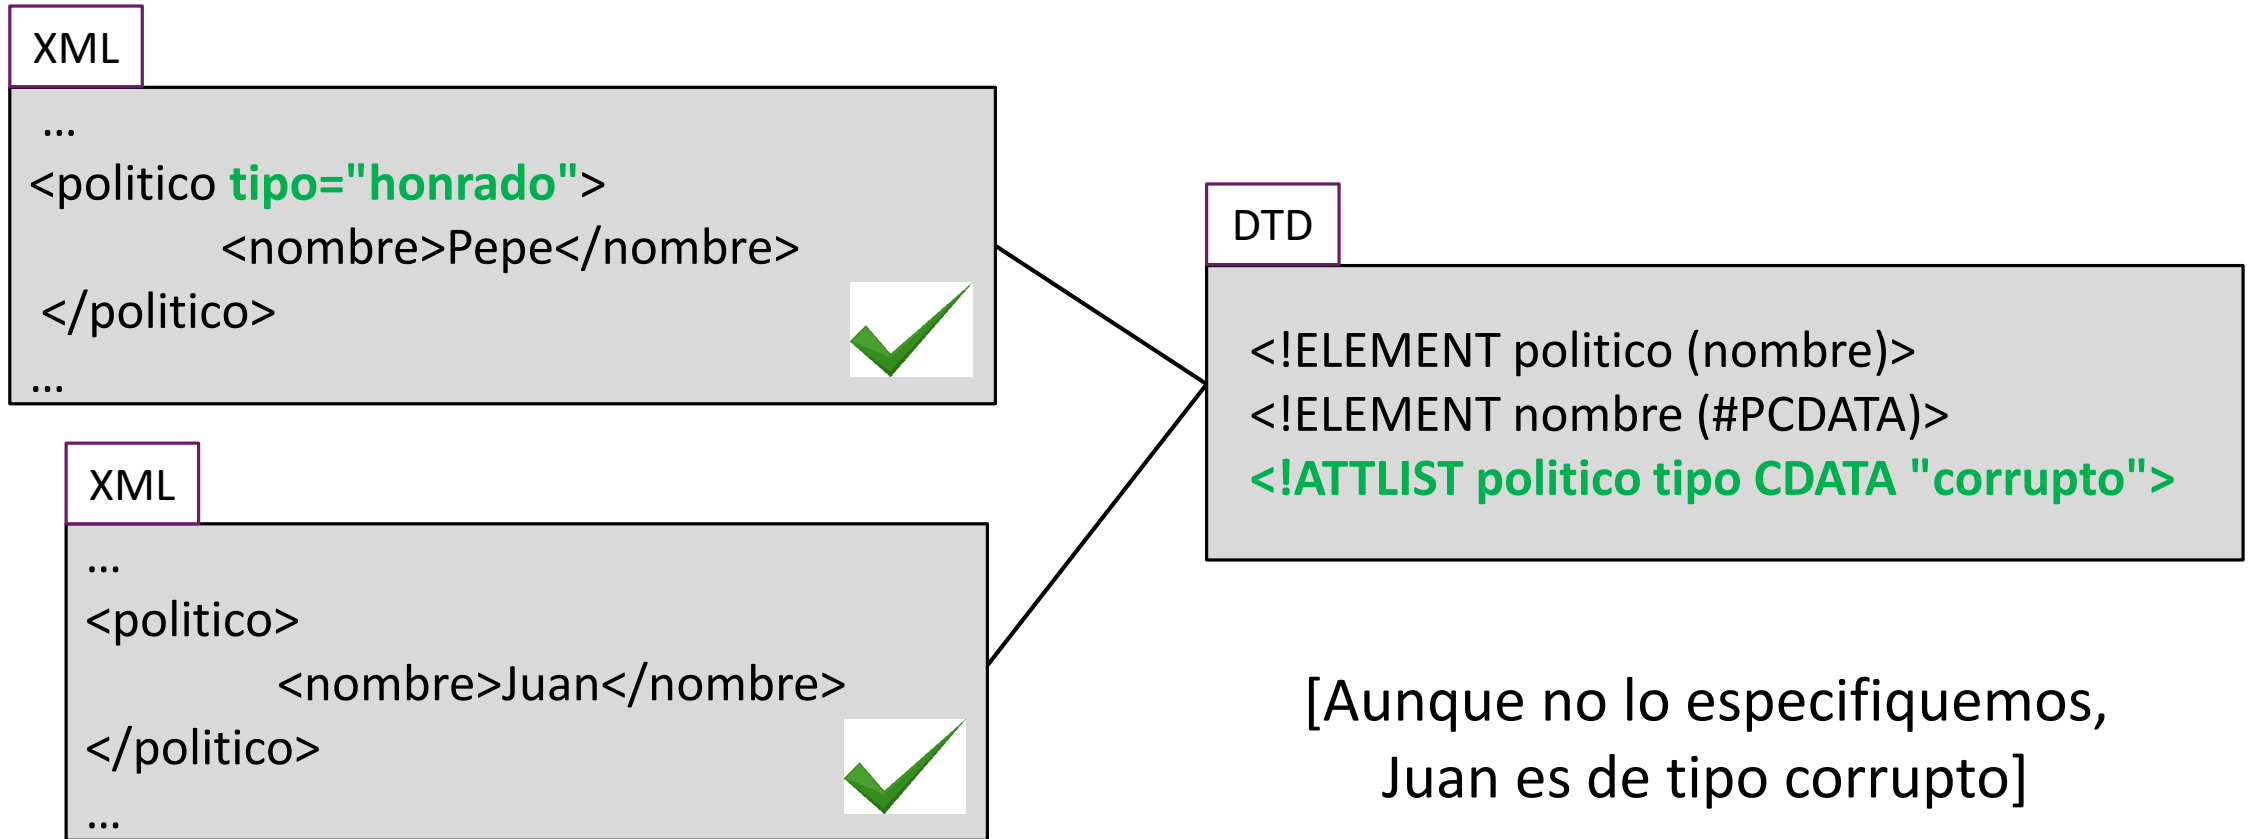 XML
...
<politico tipo="honrado">
<nombre>Pepe</nombre>
</politico>
...
XML
...
<politico>
<nombre>Juan</nombre>
</politico>
...
DTD
<!ELEMENT politico (nombre)>
<!ELEMENT nombre (#PCDATA)>
<!ATTLIST politico tipo CDATA "corrupto">
[Aunque no lo especifiquemos,
Juan es de tipo corrupto]